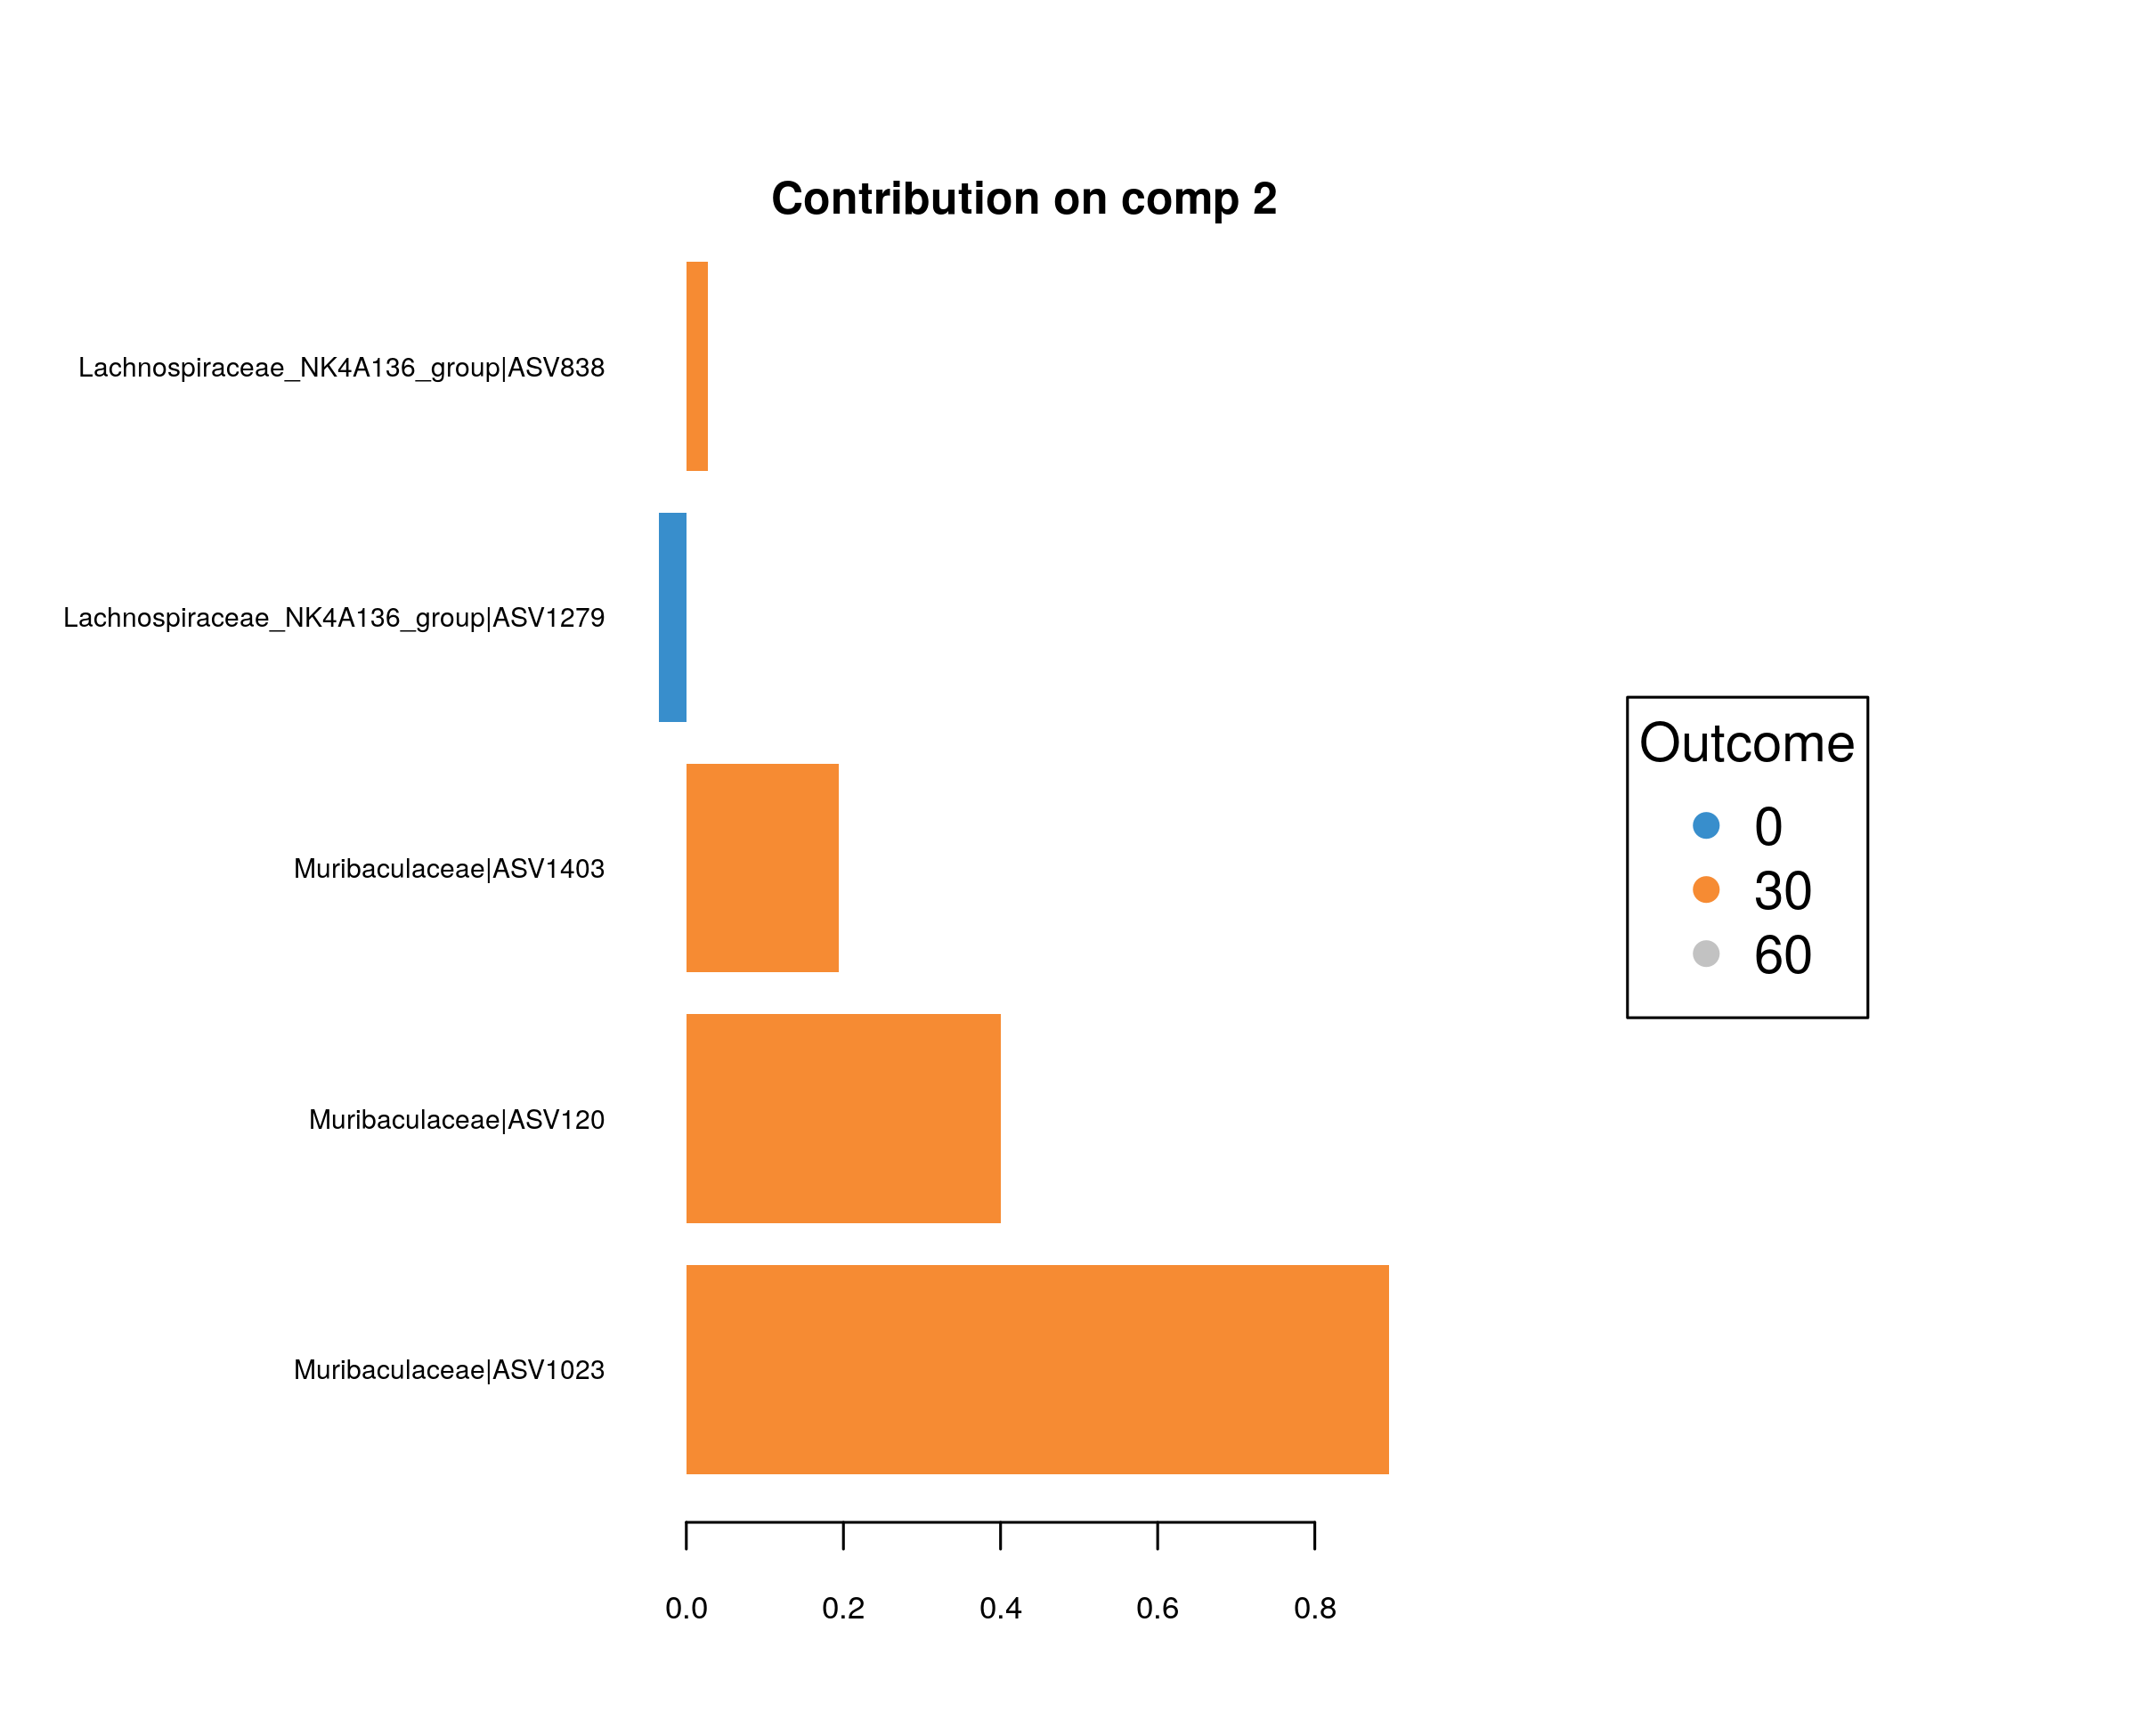 Contribution on comp 2
Lachnospiraceae_NK4A136_group|ASV838
Lachnospiraceae_NK4A136_group|ASV1279
Muribaculaceae|ASV1403
Muribaculaceae|ASV120
Muribaculaceae|ASV1023
0.0 0.2 0.4 0.6 0.8
Outcome
0
30
60